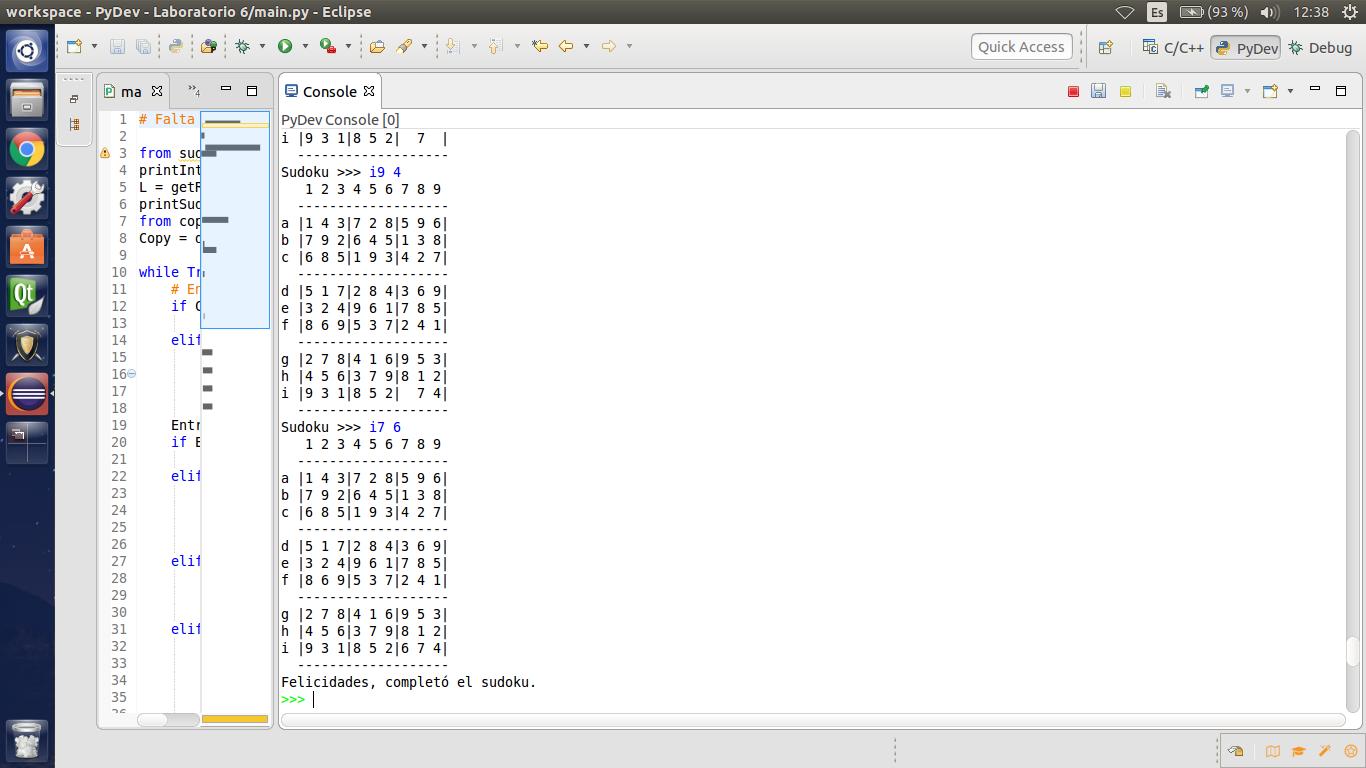 workspace - PyDev - Laboratorio 6/main.py - Eclipse
Es
(93 %)
12:38
Quick Access
C/C++
PyDev
Debug
ma
»4
Console
1 # Falta
2
3 from sud
4 printInt
5 L = getF
6 printSud
7 from cop
8 Copy = c
9
10 while Tr
11 # En
12 if C
13
14 elif
15
16
17
18
19 Entr
20 if E
21
22 elif
23
24
25
26
27 elif
28
29
30
31 elif
32
33
34
35
PyDev Console [0]
i |9 3 1|8 5 2|  7  |
  -------------------
Sudoku >>> i9 4
   1 2 3 4 5 6 7 8 9
  -------------------
a |1 4 3|7 2 8|5 9 6|
b |7 9 2|6 4 5|1 3 8|
c |6 8 5|1 9 3|4 2 7|
  -------------------
d |5 1 7|2 8 4|3 6 9|
e |3 2 4|9 6 1|7 8 5|
f |8 6 9|5 3 7|2 4 1|
  -------------------
g |2 7 8|4 1 6|9 5 3|
h |4 5 6|3 7 9|8 1 2|
i |9 3 1|8 5 2|  7 4|
  -------------------
Sudoku >>> i7 6
   1 2 3 4 5 6 7 8 9
  -------------------
a |1 4 3|7 2 8|5 9 6|
b |7 9 2|6 4 5|1 3 8|
c |6 8 5|1 9 3|4 2 7|
  -------------------
d |5 1 7|2 8 4|3 6 9|
e |3 2 4|9 6 1|7 8 5|
f |8 6 9|5 3 7|2 4 1|
  -------------------
g |2 7 8|4 1 6|9 5 3|
h |4 5 6|3 7 9|8 1 2|
i |9 3 1|8 5 2|6 7 4|
  -------------------
Felicidades, completó el sudoku.
>>>
Qt